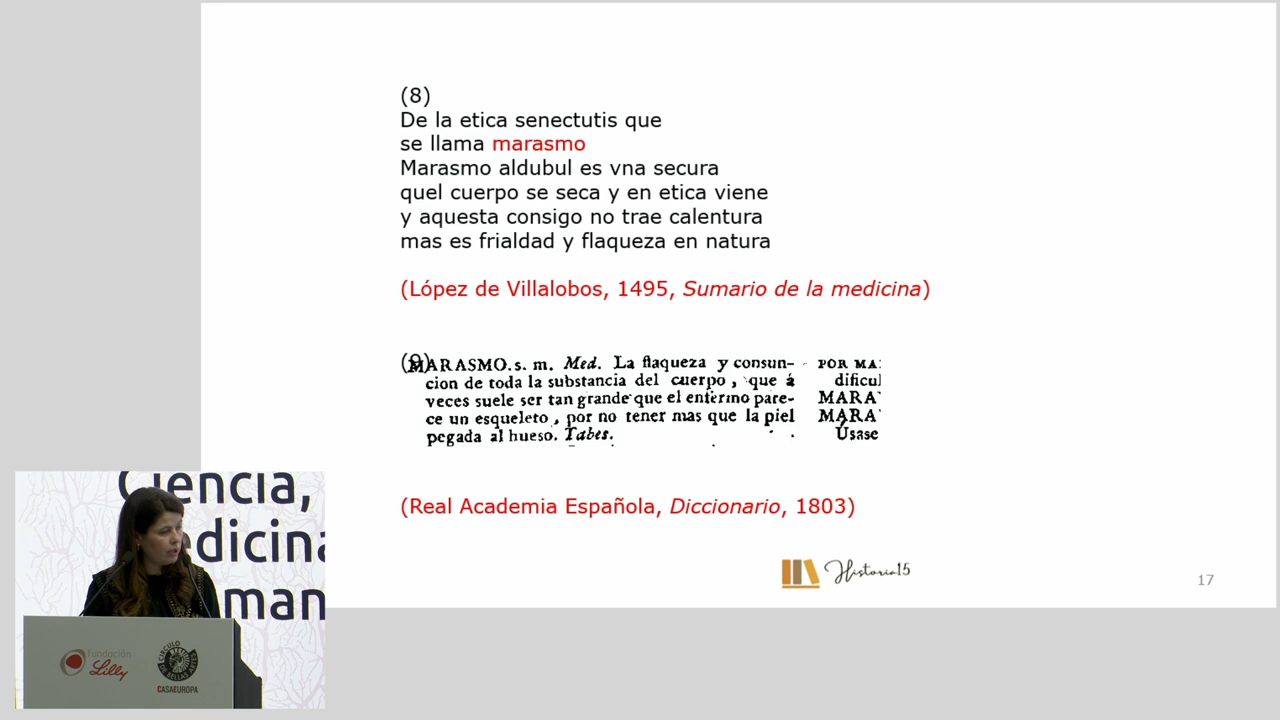 (8)
De la etica senectutis que
se llama marasmo
Marasmo aldubul es vna secura
quel cuerpo se seca y en etica viene
y aquesta consigo no trae calentura
mas es frialdad y flaqueza en natura
(López de Villalobos, 1495, Sumario de la medicina)
(9)
MARASMO. s. m. Med. La flaqueza y consun-
cion de toda la substancia del cuerpo, que á
veces suele ser tan grande que el enfermo pare-
ce un esqueleto, por no tener mas que la piel
pegada al hueso. Tabes.
POR MA
dificul
MARA
MARA
Úsase
(Real Academia Española, Diccionario, 1803)
Historia15
17
Ciencia,
edicina
man
fundación
Lilly
CÍRCULO
DE BELLAS ARTES
CASAEUROPA